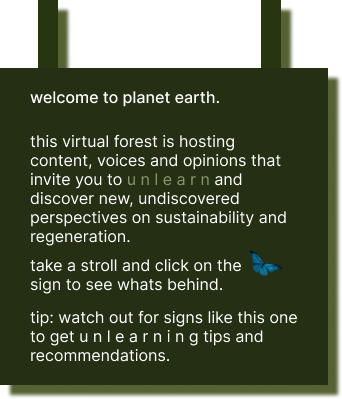 welcome to planet earth.
this virtual forest is hosting
content, voices and opinions that
invite you to u n l e a r n and
discover new, undiscovered
perspectives on sustainability and
regeneration.
take a stroll and click on the
sign to see whats behind.
tip: watch out for signs like this one
to get u n l e a r n i n g tips and
recommendations.